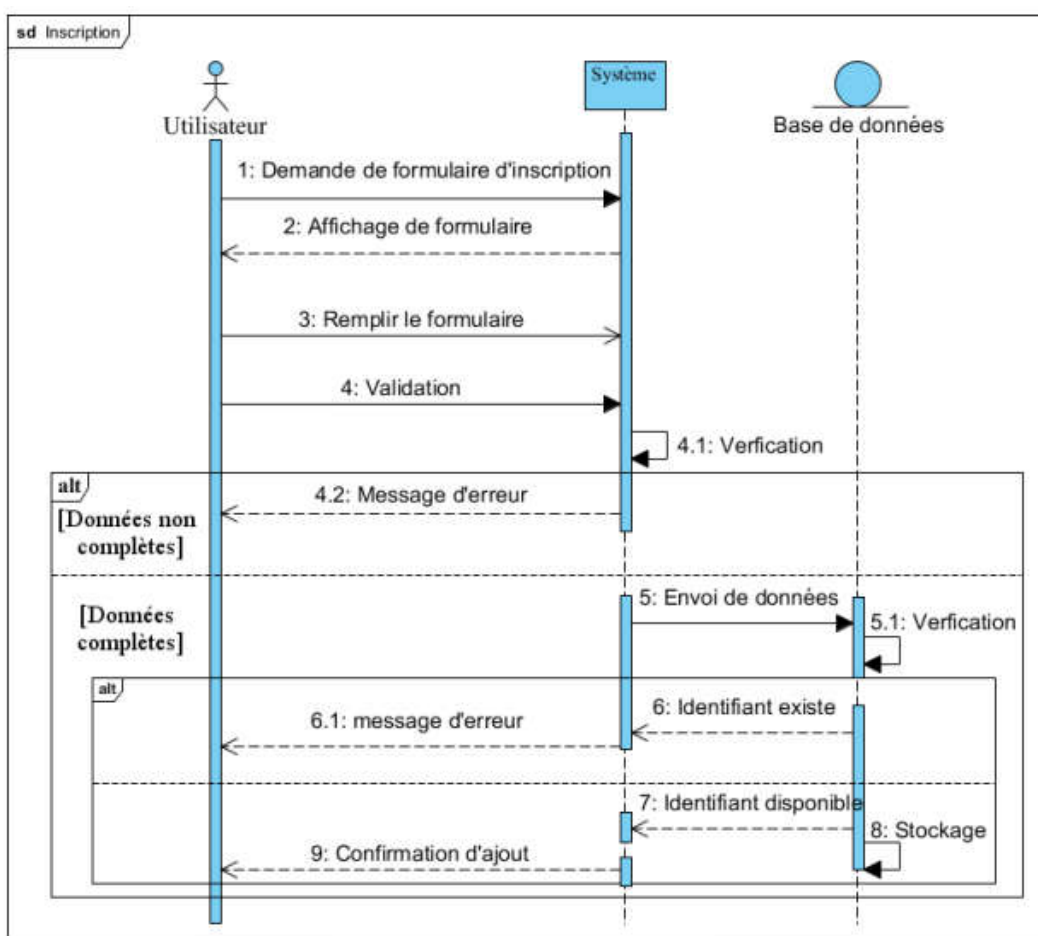 sd Inscription
Système
Utilisateur
Base de données
1: Demande de formulaire d'inscription
2: Affichage de formulaire
3: Remplir le formulaire
4: Validation
4.1: Verfication
alt
4.2: Message d'erreur
[Données non
complètes]
5: Envoi de données
[Données
complètes]
5.1: Verfication
alt
6: Identifiant existe
6.1: message d'erreur
7: Identifiant disponible
8: Stockage
9: Confirmation d'ajout